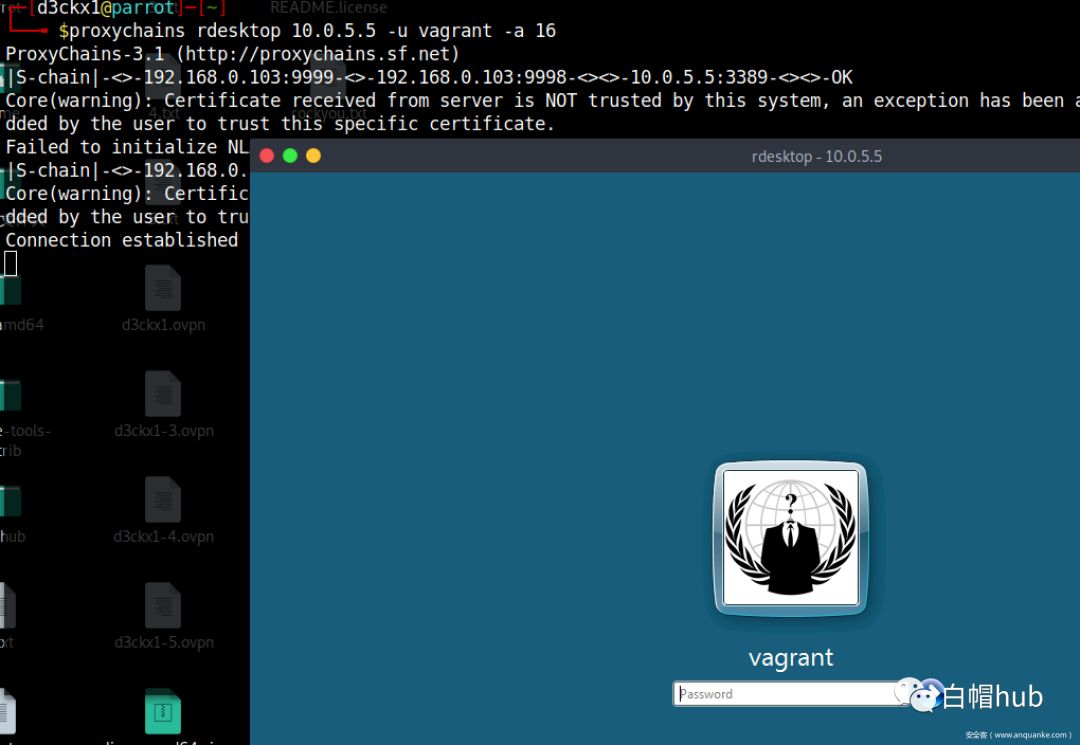 [d3ckx1@parrot]─[~]
README.license
$proxychains rdesktop 10.0.5.5 -u vagrant -a 16
ProxyChains-3.1 (http://proxychains.sf.net)
|S-chain|-<>-192.168.0.103:9999-<>-192.168.0.103:9998-<><>-10.0.5.5:3389-<><>-OK
Core(warning): Certificate received from server is NOT trusted by this system, an exception has been a
4.txt
rockyou.txt
dded by the user to trust this specific certificate.
Failed to initialize NL
rdesktop - 10.0.5.5
|S-chain|-<>-192.168.0.
Core(warning): Certific
dded by the user to tru
Connection established
amd64
d3ckx1.ovpn
e-tools-
d3ckx1-3.ovpn
rib
hub
d3ckx1-4.ovpn
d3ckx1-5.ovpn
?
vagrant
Password
白帽hub
安全客（www.anquanke.com）